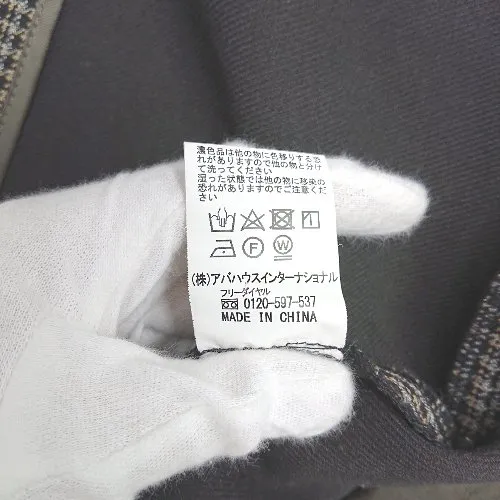 濃色品は他の物に色移りする恐
れがありますので他の物と分け
て洗ってください
湿った状態では他の物に移染の
恐れがありますのでご注意くだ
さい
F W
(株)アバハウスインターナショナル
フリーダイヤル
0120-597-537
MADE IN CHINA